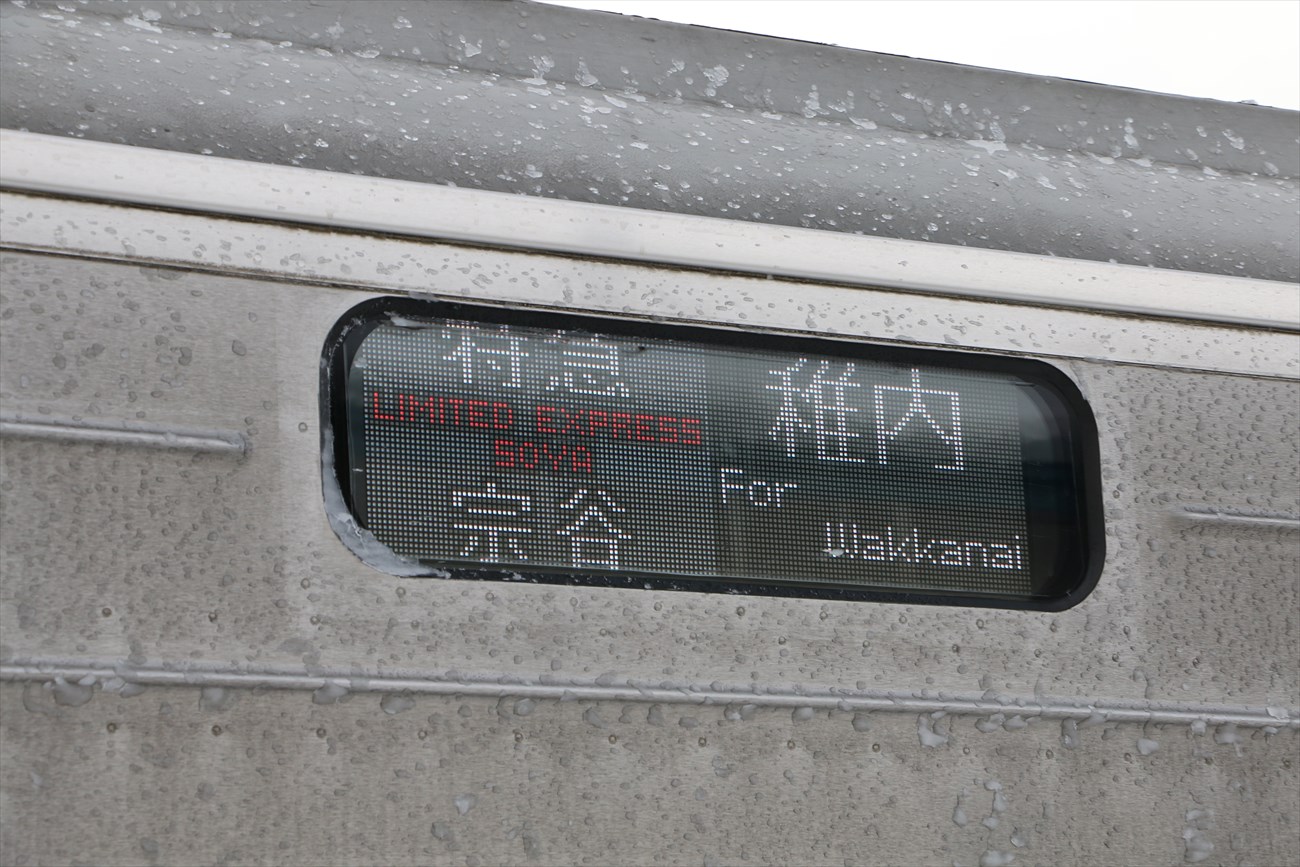 特急
LIMITED EXPRESS
SOYA
宗谷
稚内
For
Wakkanai